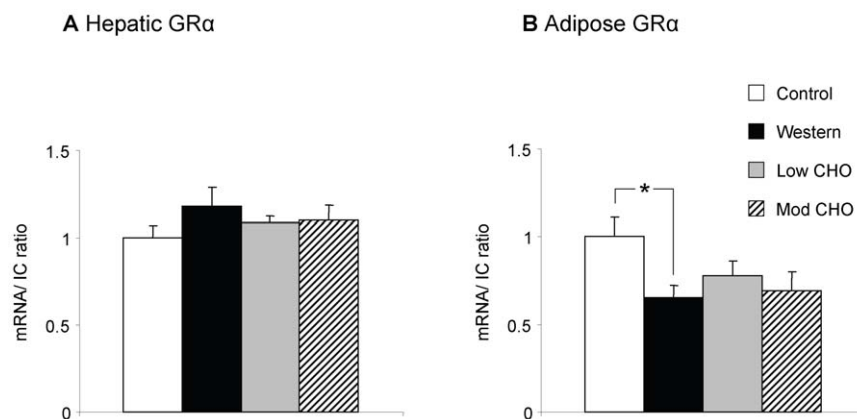 A Hepatic GRα
mRNA/ IC ratio
1.5
1
0.5
0
B Adipose GRα
mRNA/ IC ratio
1.5
1
0.5
0
*
Control
Western
Low CHO
Mod CHO